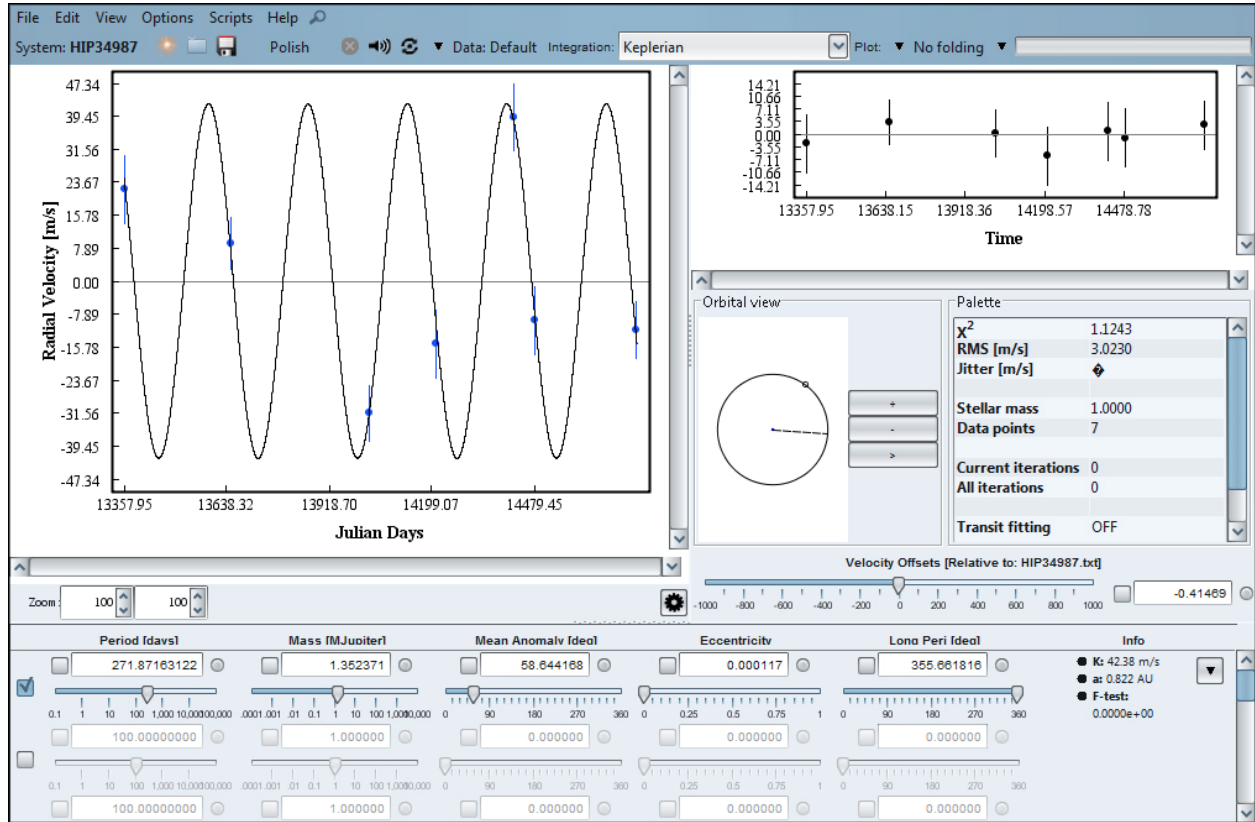 File Edit View Options Scripts Help
System: HIP34987 Polish Data: Default Integration: Keplerian Plot: No folding
47.34
39.45
31.56
23.67
15.78
7.89
0.00
-7.89
-15.78
-23.67
-31.56
-39.45
-47.34
Radial Velocity [m/s]
13357.95 13638.32 13918.70 14199.07 14479.45
Julian Days
14.21
10.66
7.11
3.55
0.00
-3.55
-7.11
-10.66
-14.21
13357.95 13638.15 13918.36 14198.57 14478.78
Time
Orbital view
+
-
>
Palette
X2 1.1243
RMS [m/s] 3.0230
Jitter [m/s] �
Stellar mass 1.0000
Data points 7
Current iterations 0
All iterations 0
Transit fitting OFF
Zoom: 100 100
Velocity Offsets [Relative to: HIP34987.txt]
-1000 -800 -600 -400 -200 0 200 400 600 800 1000
-0.41469
Period [days] Mass [MJupiter] Mean Anomaly [deg] Eccentricity Long Peri [deg] Info
271.87163122 1.352371 58.644168 0.000117 355.661816
K: 42.38 m/s
a: 0.822 AU
F-test:
0.0000e+00
0.1 1 10 100 1,000 10,000100,000 .0001.001 .01 0.1 1 10 100 1,000,000 0 90 180 270 360 0 0.25 0.5 0.75 1 0 90 180 270 360
100.00000000 1.000000 0.000000 0.000000 0.000000
0.1 1 10 100 1,000 10,000100,000 .0001.001 .01 0.1 1 10 100 1,000,000 0 90 180 270 360 0 0.25 0.5 0.75 1 0 90 180 270 360
100.00000000 1.000000 0.000000 0.000000 0.000000